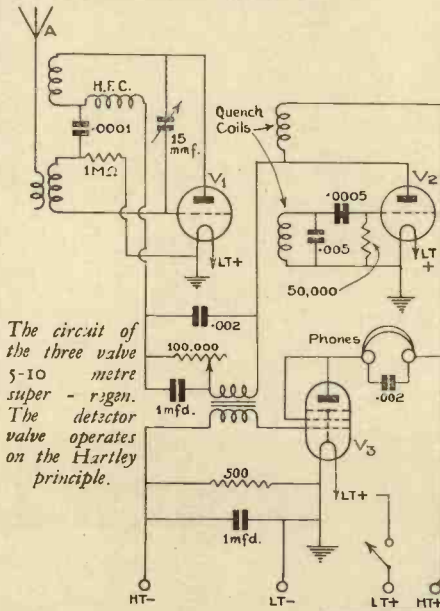 A
H.F.C.
.0001
1MΩ
15
mmf.
V1
LT+
Quench
Coils
V2
.0005
.005
LT
+
50,000
.002
100,000
1mfd.
Phones
.002
V3
The circuit of
the three valve
5-10 metre
super - regen.
The detector
valve operates
on the Hartley
principle.
500
LT+
1mfd.
HT-
LT-
LT+
HT+